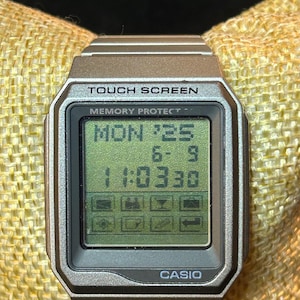 TOUCH SCREEN
MEMORY PROTECT
MON '25
6- 9
11:03 30
CASIO